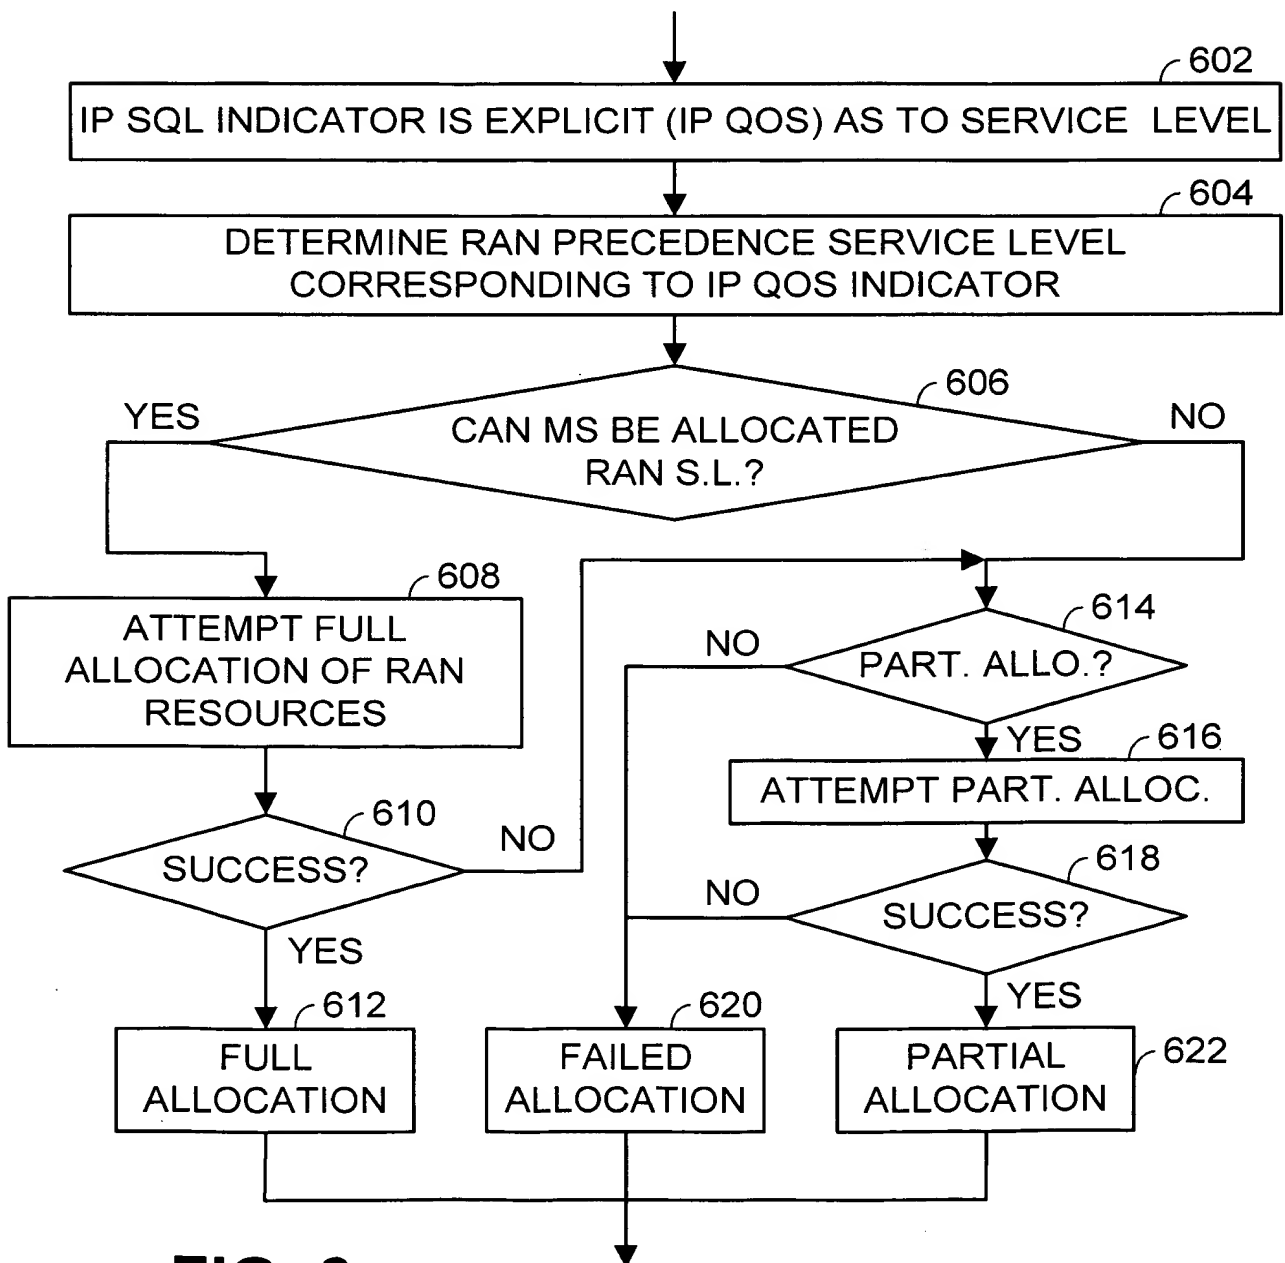 602
IP SQL INDICATOR IS EXPLICIT (IP QOS) AS TO SERVICE LEVEL
604
DETERMINE RAN PRECEDENCE SERVICE LEVEL
CORRESPONDING TO IP QOS INDICATOR
606
YES
NO
CAN MS BE ALLOCATED
RAN S.L.?
608
ATTEMPT FULL
ALLOCATION OF RAN
RESOURCES
614
NO
PART. ALLO.?
YES
616
ATTEMPT PART. ALLOC.
610
NO
SUCCESS?
YES
618
NO
SUCCESS?
YES
612
FULL
ALLOCATION
620
FAILED
ALLOCATION
622
PARTIAL
ALLOCATION